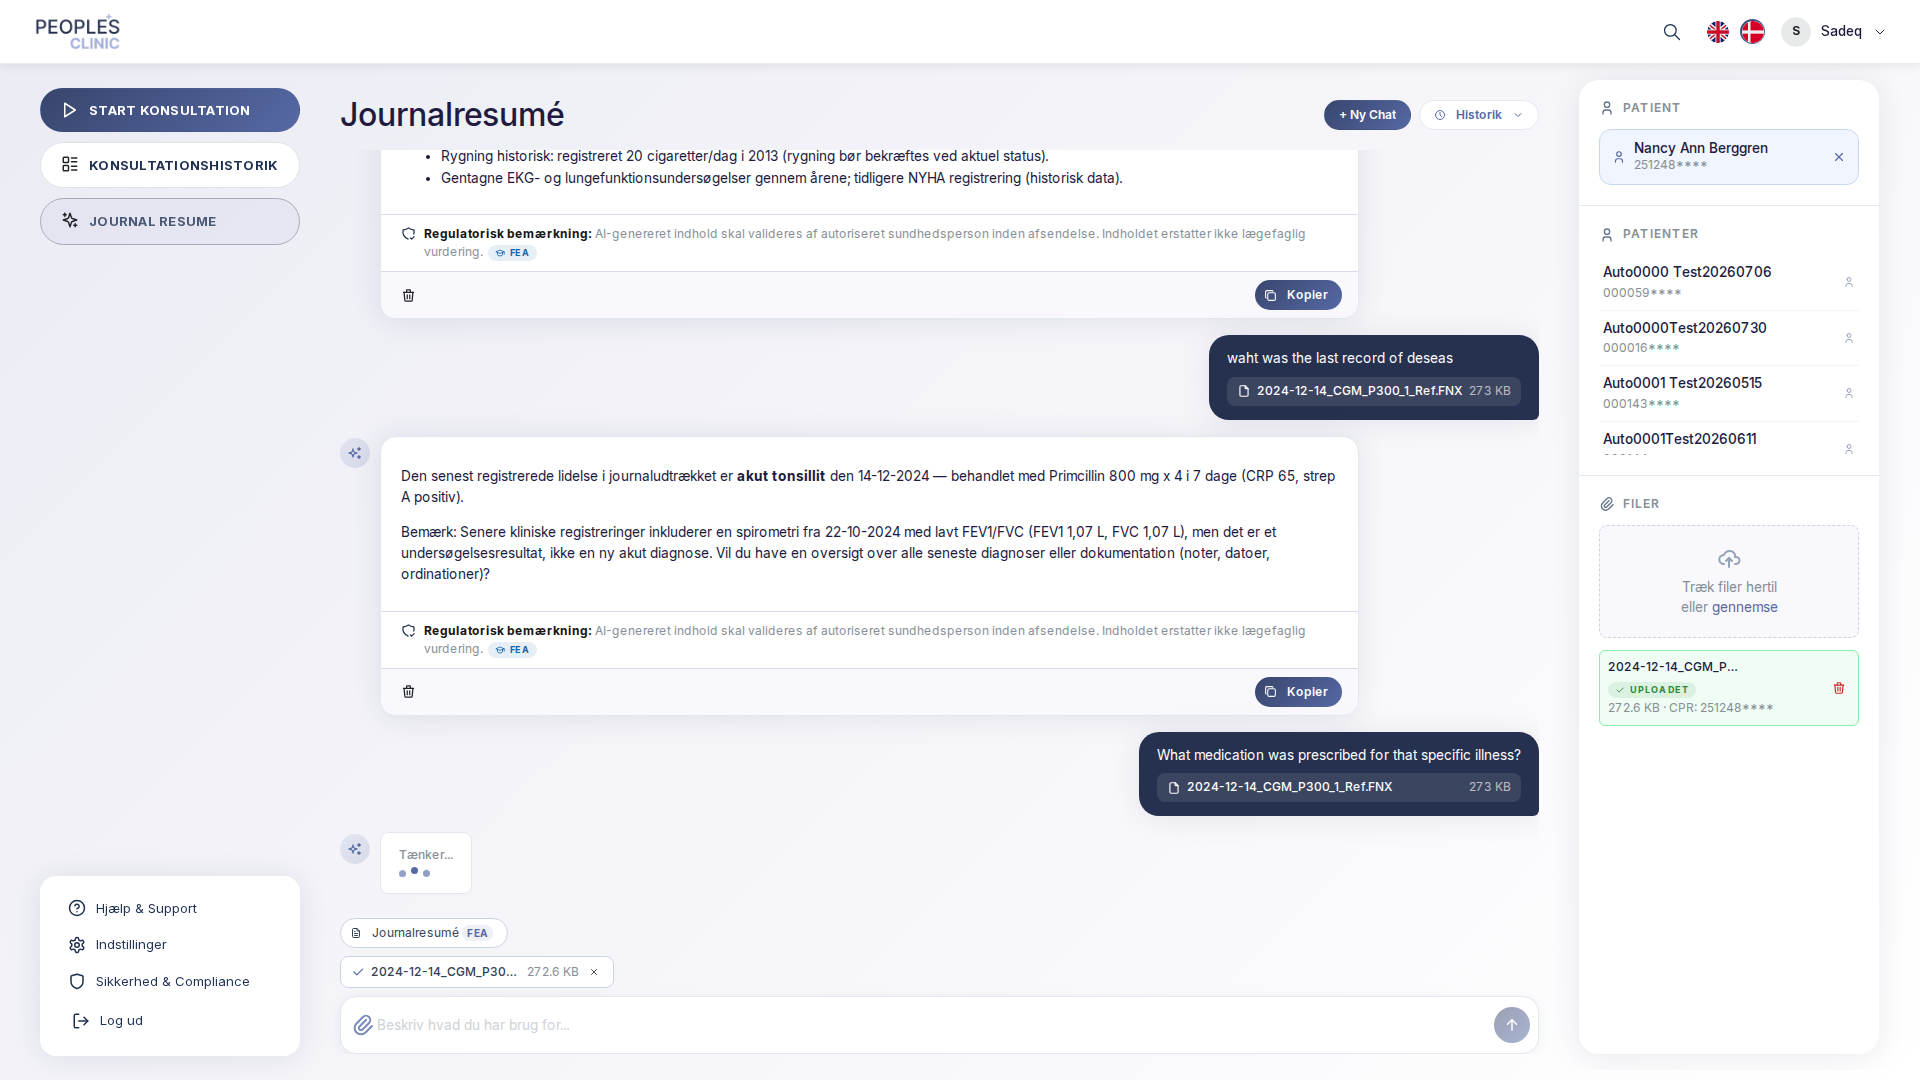 PEOPLES
CLINIC
S
Sadeq
START KONSULTATION
KONSULTATIONSHISTORIK
JOURNAL RESUME
Hjælp & Support
Indstillinger
Sikkerhed & Compliance
Log ud
Journalresumé
+ Ny Chat
Historik
• Rygning historisk: registreret 20 cigaretter/dag i 2013 (rygning bør bekræftes ved aktuel status).
• Gentagne EKG- og lungefunktionsundersøgelser gennem årene; tidligere NYHA registrering (historisk data).
Regulatorisk bemærkning: AI-genereret indhold skal valideres af autoriseret sundhedsperson inden afsendelse. Indholdet erstatter ikke lægefaglig
vurdering. FEA
Kopier
waht was the last record of deseas
2024-12-14_CGM_P300_1_Ref.FNX 273 KB
Den senest registrerede lidelse i journaludtrækket er akut tonsillit den 14-12-2024 — behandlet med Primcillin 800 mg x 4 i 7 dage (CRP 65, strep
A positiv).
Bemærk: Senere kliniske registreringer inkluderer en spirometri fra 22-10-2024 med lavt FEV1/FVC (FEV1 1,07 L, FVC 1,07 L), men det er et
undersøgelsesresultat, ikke en ny akut diagnose. Vil du have en oversigt over alle seneste diagnoser eller dokumentation (noter, datoer,
ordinationer)?
Regulatorisk bemærkning: AI-genereret indhold skal valideres af autoriseret sundhedsperson inden afsendelse. Indholdet erstatter ikke lægefaglig
vurdering. FEA
Kopier
What medication was prescribed for that specific illness?
2024-12-14_CGM_P300_1_Ref.FNX 273 KB
Tænker...
Journalresumé FEA
2024-12-14_CGM_P30... 272.6 KB
Beskriv hvad du har brug for...
PATIENT
Nancy Ann Berggren
251248****
PATIENTER
Auto0000 Test20260706
000059****
Auto0000Test20260730
000016****
Auto0001 Test20260515
000143****
Auto0001Test20260611
FILER
Træk filer hertil
eller gennemse
2024-12-14_CGM_P...
UPLOADET
272.6 KB · CPR: 251248****